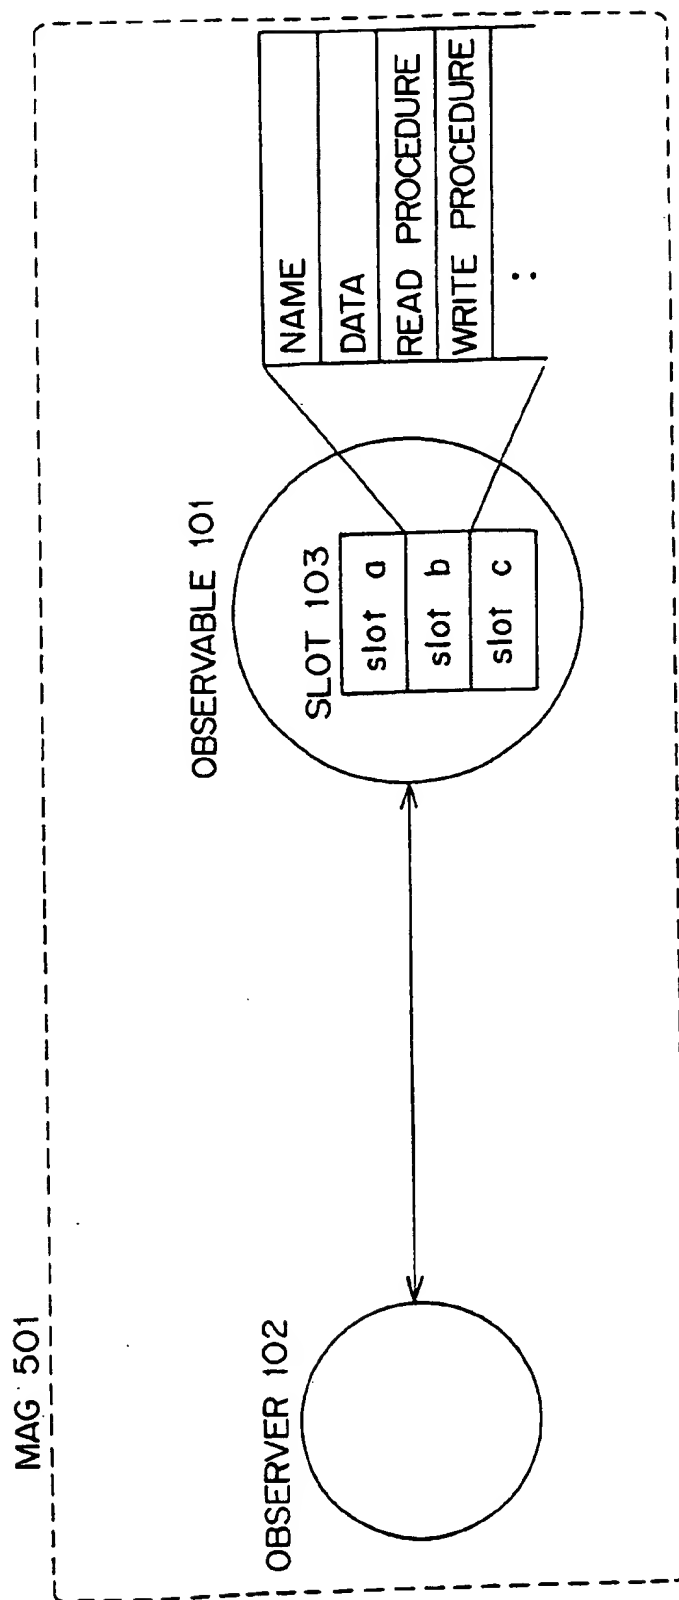 MAG 501
OBSERVER 102
OBSERVABLE 101
SLOT 103
slot a
slot b
slot c
NAME
DATA
READ PROCEDURE
WRITE PROCEDURE
: